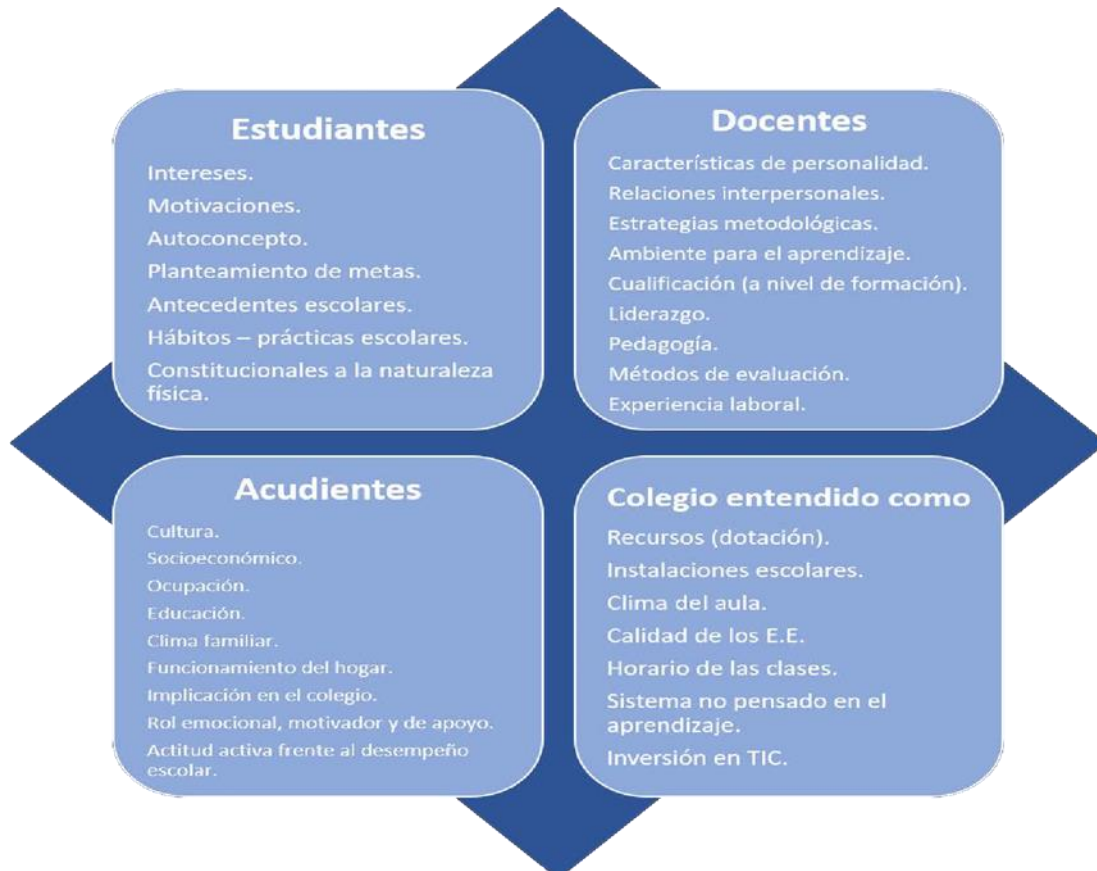 Estudiantes
Intereses.
Motivaciones.
Autoconcepto.
Planteamiento de metas.
Antecedentes escolares.
Hábitos – prácticas escolares.
Constitucionales a la naturaleza
física.
Docentes
Características de personalidad.
Relaciones interpersonales.
Estrategias metodológicas.
Ambiente para el aprendizaje.
Cualificación (a nivel de formación).
Liderazgo.
Pedagogía.
Métodos de evaluación.
Experiencia laboral.
Acudientes
Cultura.
Socioeconómico.
Ocupación.
Educación.
Clima familiar.
Funcionamiento del hogar.
Implicación en el colegio.
Rol emocional, motivador y de apoyo.
Actitud activa frente al desempeño
escolar.
Colegio entendido como
Recursos (dotación).
Instalaciones escolares.
Clima del aula.
Calidad de los E.E.
Horario de las clases.
Sistema no pensado en el
aprendizaje.
Inversión en TIC.